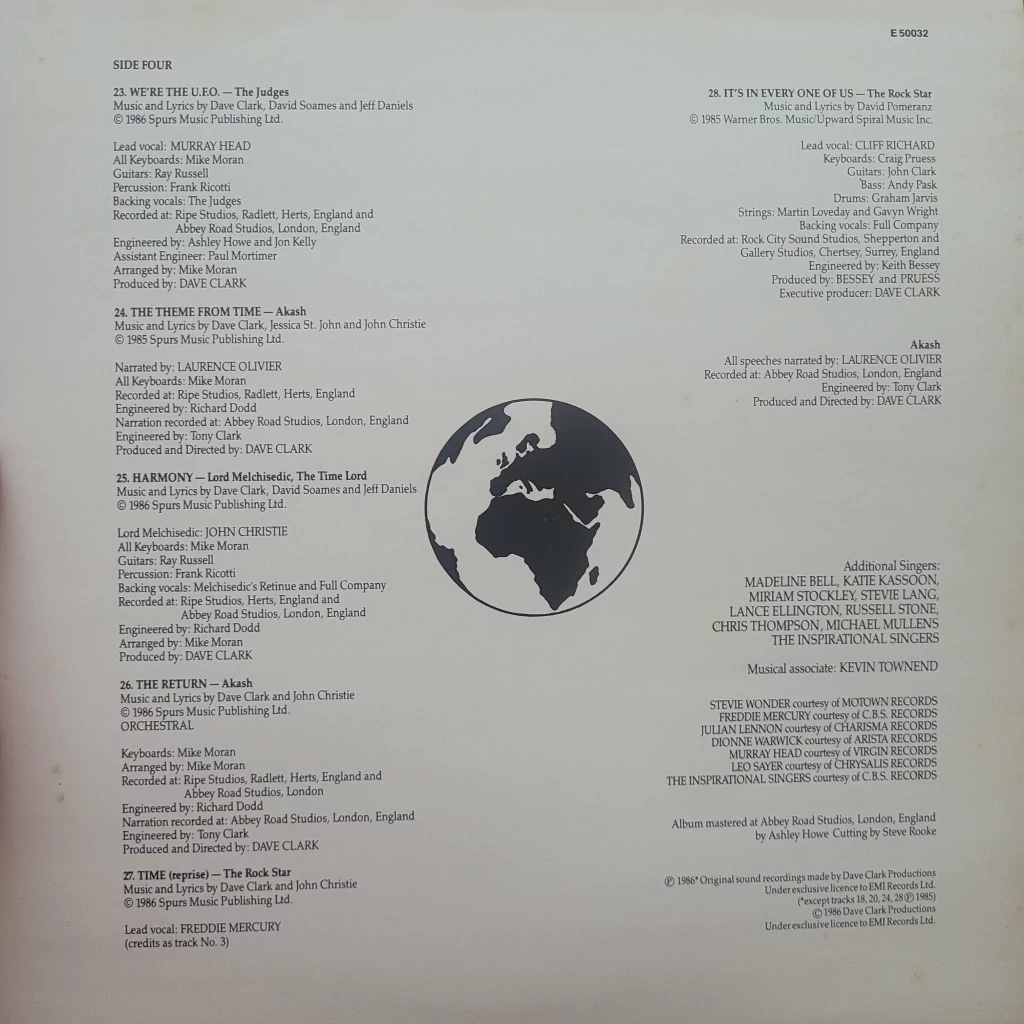 E 50032
SIDE FOUR
23. WE'RE THE U.F.O. — The Judges
Music and Lyrics by Dave Clark, David Soames and Jeff Daniels
© 1986 Spurs Music Publishing Ltd.
Lead vocal: MURRAY HEAD
All Keyboards: Mike Moran
Guitars: Ray Russell
Percussion: Frank Ricotti
Backing vocals: The Judges
Recorded at: Ripe Studios, Radlett, Herts, England and
Abbey Road Studios, London, England
Engineered by: Ashley Howe and Jon Kelly
Assistant Engineer: Paul Mortimer
Arranged by: Mike Moran
Produced by: DAVE CLARK
24. THE THEME FROM TIME — Akash
Music and Lyrics by Dave Clark, Jessica St. John and John Christie
© 1985 Spurs Music Publishing Ltd.
Narrated by: LAURENCE OLIVIER
All Keyboards: Mike Moran
Recorded at: Ripe Studios, Radlett, Herts, England
Engineered by: Richard Dodd
Narration recorded at: Abbey Road Studios, London, England
Engineered by: Tony Clark
Produced and Directed by: DAVE CLARK
25. HARMONY — Lord Melchisedic, The Time Lord
Music and Lyrics by Dave Clark, David Soames and Jeff Daniels
© 1986 Spurs Music Publishing Ltd.
Lord Melchisedic: JOHN CHRISTIE
All Keyboards: Mike Moran
Guitars: Ray Russell
Percussion: Frank Ricotti
Backing vocals: Melchisedic's Retinue and Full Company
Recorded at: Ripe Studios, Herts, England and
Abbey Road Studios, London, England
Engineered by: Richard Dodd
Arranged by: Mike Moran
Produced by: DAVE CLARK
26. THE RETURN — Akash
Music and Lyrics by Dave Clark and John Christie
© 1986 Spurs Music Publishing Ltd.
ORCHESTRAL
Keyboards: Mike Moran
Arranged by: Mike Moran
Recorded at: Ripe Studios, Radlett, Herts, England and
Abbey Road Studios, London
Engineered by: Richard Dodd
Narration recorded at: Abbey Road Studios, London, England
Engineered by: Tony Clark
Produced and Directed by: DAVE CLARK
27. TIME (reprise) — The Rock Star
Music and Lyrics by Dave Clark and John Christie
© 1986 Spurs Music Publishing Ltd.
Lead vocal: FREDDIE MERCURY
(credits as track No. 3)
28. IT'S IN EVERY ONE OF US — The Rock Star
Music and Lyrics by David Pomeranz
© 1985 Warner Bros. Music/Upward Spiral Music Inc.
Lead vocal: CLIFF RICHARD
Keyboards: Craig Pruess
Guitars: John Clark
Bass: Andy Pask
Drums: Graham Jarvis
Strings: Martin Loveday and Gavyn Wright
Backing vocals: Full Company
Recorded at: Rock City Sound Studios, Shepperton and
Gallery Studios, Chertsey, Surrey, England
Engineered by: Keith Bessey
Produced by: BESSEY and PRUESS
Executive producer: DAVE CLARK
Akash
All speeches narrated by: LAURENCE OLIVIER
Recorded at: Abbey Road Studios, London, England
Engineered by: Tony Clark
Produced and Directed by: DAVE CLARK
Additional Singers:
MADELINE BELL, KATIE KASSOON,
MIRIAM STOCKLEY, STEVIE LANG,
LANCE ELLINGTON, RUSSELL STONE,
CHRIS THOMPSON, MICHAEL MULLENS
THE INSPIRATIONAL SINGERS
Musical associate: KEVIN TOWNEND
STEVIE WONDER courtesy of MOTOWN RECORDS
FREDDIE MERCURY courtesy of C.B.S. RECORDS
JULIAN LENNON courtesy of CHARISMA RECORDS
DIONNE WARWICK courtesy of ARISTA RECORDS
MURRAY HEAD courtesy of VIRGIN RECORDS
LEO SAYER courtesy of CHRYSALIS RECORDS
THE INSPIRATIONAL SINGERS courtesy of C.B.S. RECORDS
Album mastered at Abbey Road Studios, London, England
by Ashley Howe Cutting by Steve Rooke
℗ 1986* Original sound recordings made by Dave Clark Productions
Under exclusive licence to EMI Records Ltd.
(*except tracks 18, 20, 24, 28 ℗ 1985)
© 1986 Dave Clark Productions
Under exclusive licence to EMI Records Ltd.